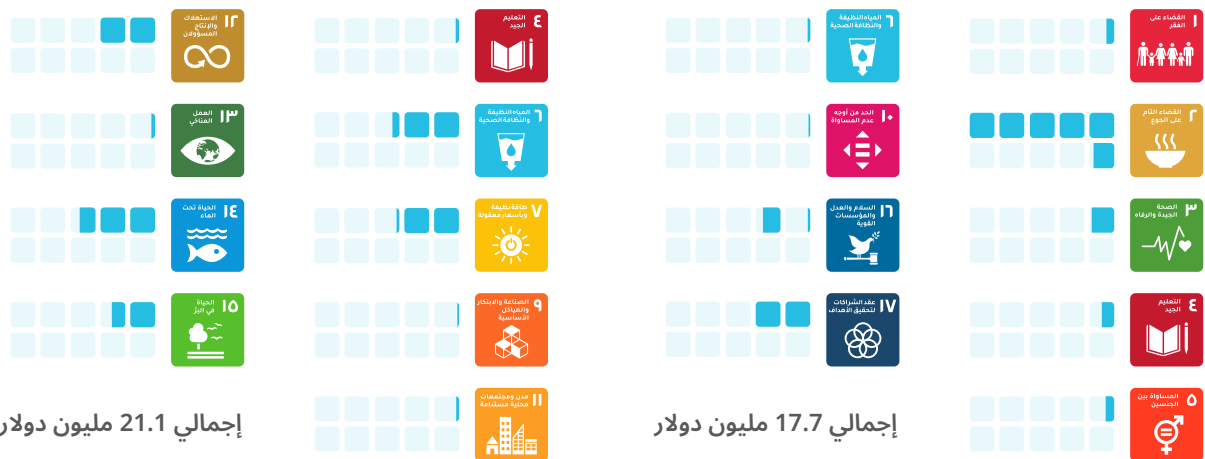 ١ القضاء على
الفقر
٢ القضاء التام
على الجوع
٣ الصحة
الجيدة والرفاه
٤ التعليم
الجيد
٥ المساواة بين
الجنسين
٦ المياه النظيفة
والنظافة الصحية
١٠ الحد من أوجه
عدم المساواة
١٦ السلام والعدل
والمؤسسات
القوية
١٧ عقد الشراكات
لتحقيق الأهداف
إجمالي 17.7 مليون دولار
٤ التعليم
الجيد
٦ المياه النظيفة
والنظافة الصحية
٧ طاقة نظيفة
وبأسعار معقولة
٩ الصناعة والابتكار
والهياكل
الأساسية
١١ مدن ومجتمعات
محلية مستدامة
١٢ الاستهلاك
والإنتاج
المسؤولان
١٣ العمل
المناخي
١٤ الحياة تحت
الماء
١٥ الحياة
في البرّ
إجمالي 21.1 مليون دولار